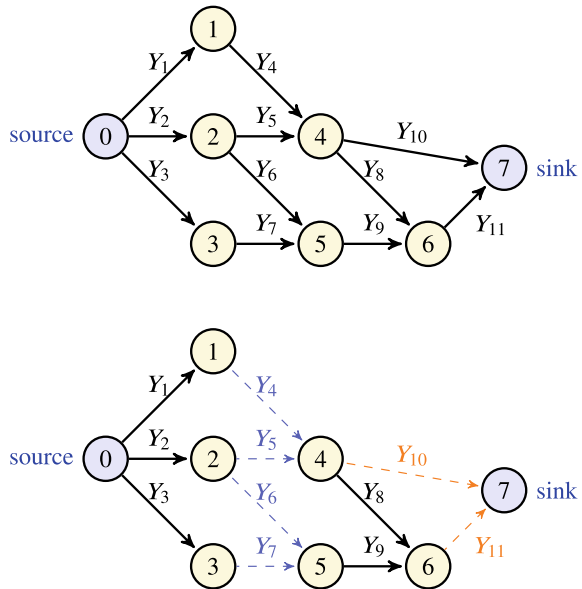 1
Y₁ Y₄
source 0 Y₂ 2 Y₅ 4 Y₁₀
Y₃ Y₆ Y₈ 7 sink
3 Y₇ 5 Y₉ 6 Y₁₁
1
Y₁ Y₄
source 0 Y₂ 2 Y₅ 4 Y₁₀
Y₃ Y₆ Y₈ 7 sink
3 Y₇ 5 Y₉ 6 Y₁₁